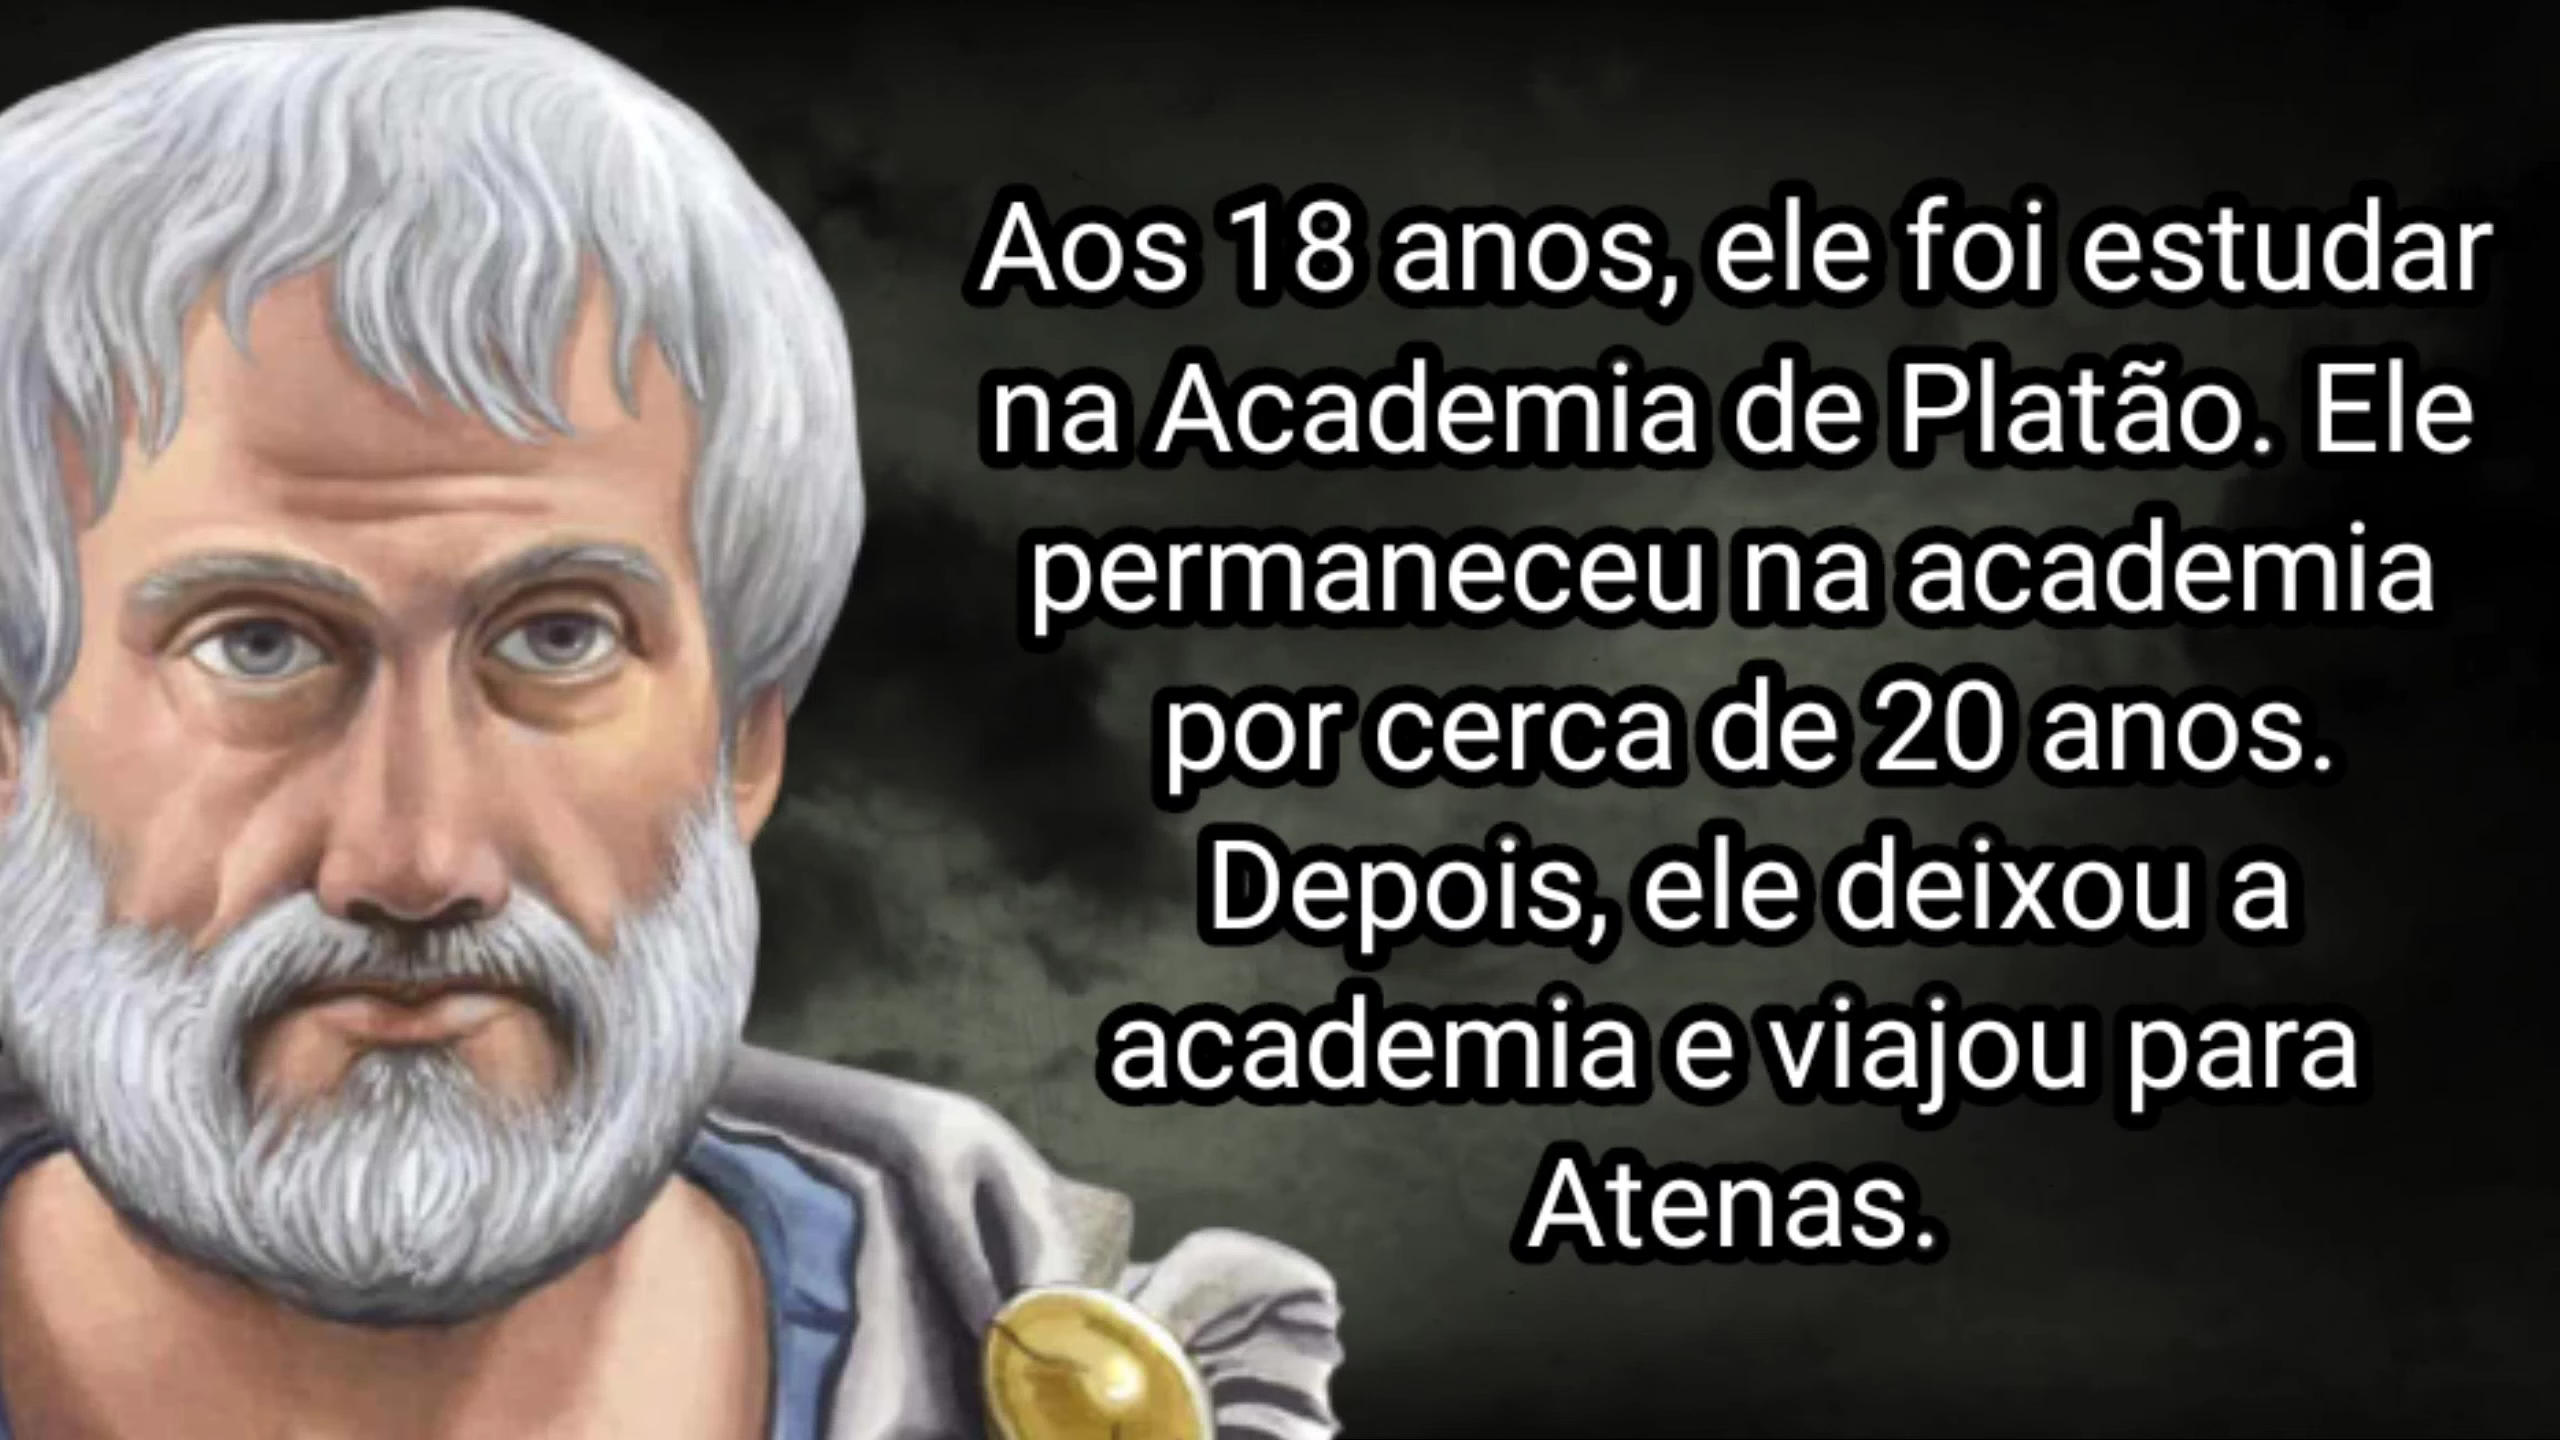 Aos 18 anos, ele foi estudar
na Academia de Platão. Ele
permaneceu na academia
por cerca de 20 anos.
Depois, ele deixou a
academia e viajou para
Atenas.